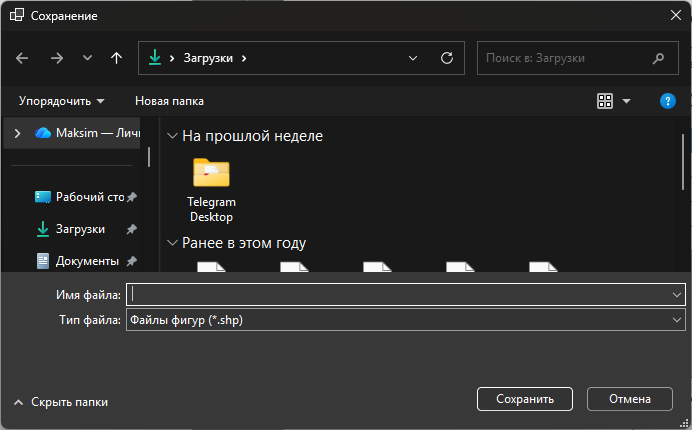 Сохранение
Загрузки
Поиск в: Загрузки
Упорядочить
Новая папка
?
Maksim — Личн
На прошлой неделе
Telegram
Desktop
Рабочий сто
Загрузки
Ранее в этом году
Документы
Имя файла:
Тип файла: Файлы фигур (*.shp)
Скрыть папки
Сохранить
Отмена